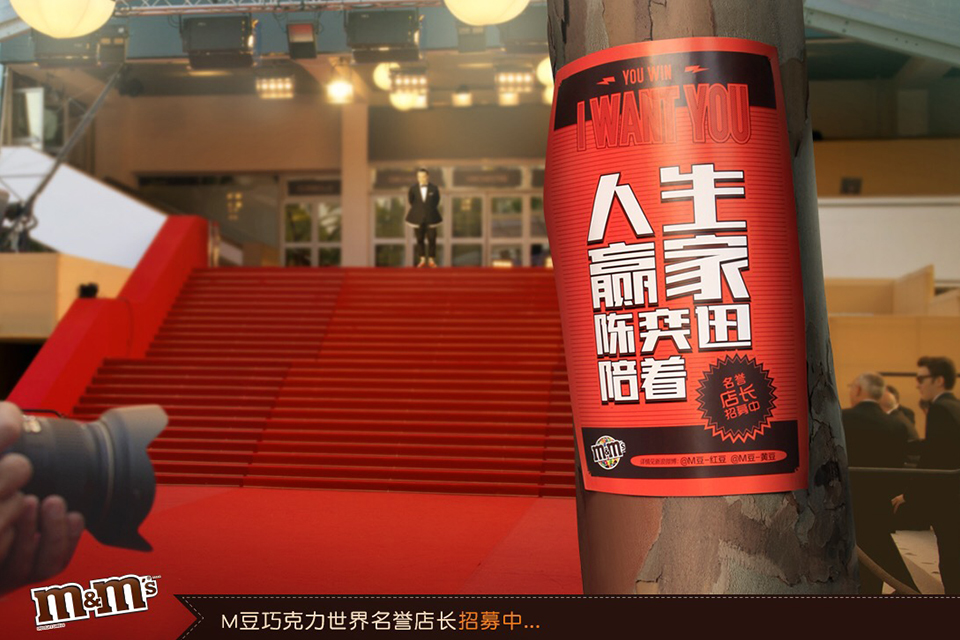 YOU WIN
I WANT YOU
人生
赢家
陈奕迅
陪着
名誉
店长
招募中
m&m's
@M豆-红豆 @M豆-黄豆
m&m's
M豆巧克力世界名誉店长招募中...